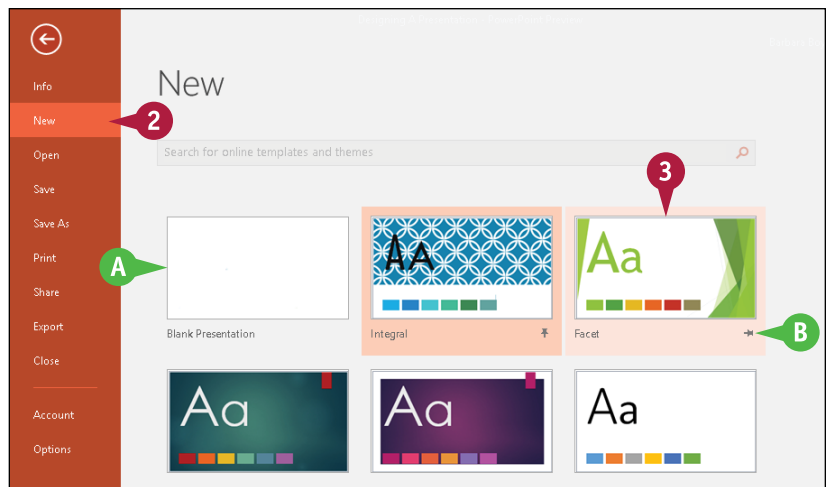 Info
New
Open
Save
Save As
Print
Share
Export
Close
Account
Options
2
New
Search for online templates and themes
3
A
Blank Presentation
AA
Integral
Aa
Facet
B
Aa
Aa
Aa